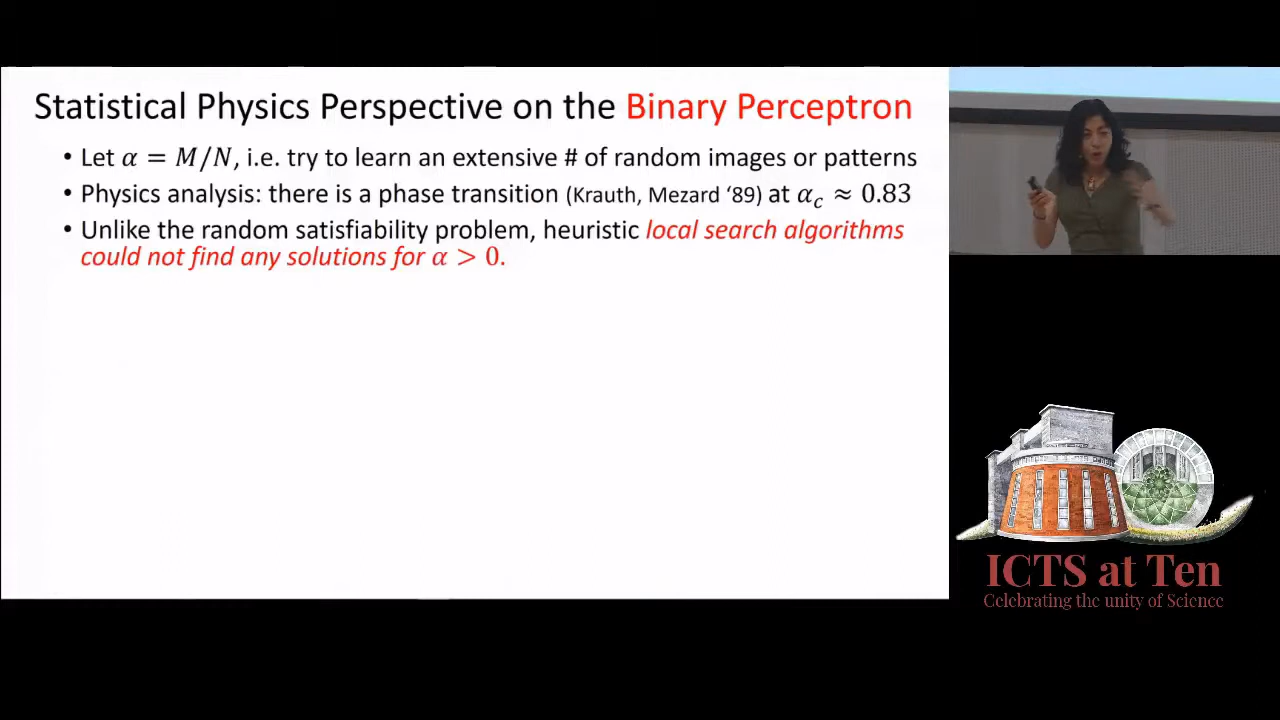 Statistical Physics Perspective on the Binary Perceptron
• Let α = M/N, i.e. try to learn an extensive # of random images or patterns
• Physics analysis: there is a phase transition (Krauth, Mezard ‘89) at α_c ≈ 0.83
• Unlike the random satisfiability problem, heuristic local search algorithms
could not find any solutions for α > 0.
ICTS at Ten
Celebrating the unity of Science